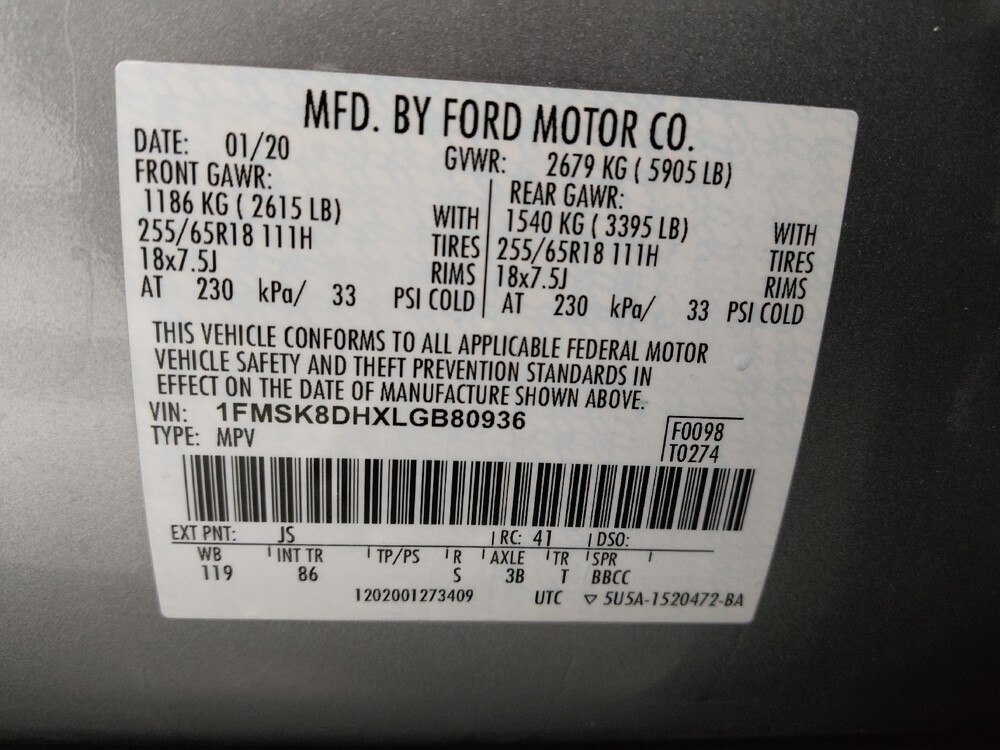 MFD. BY FORD MOTOR CO.
DATE: 01/20 GVWR: 2679 KG ( 5905 LB)
FRONT GAWR: REAR GAWR:
1186 KG ( 2615 LB) WITH 1540 KG ( 3395 LB) WITH
255/65R18 111H TIRES 255/65R18 111H TIRES
18x7.5J RIMS 18x7.5J RIMS
AT 230 kPa/ 33 PSI COLD AT 230 kPa/ 33 PSI COLD
THIS VEHICLE CONFORMS TO ALL APPLICABLE FEDERAL MOTOR
VEHICLE SAFETY AND THEFT PREVENTION STANDARDS IN
EFFECT ON THE DATE OF MANUFACTURE SHOWN ABOVE.
VIN: 1FMSK8DHXLGB80936
TYPE: MPV
F0098
T0274
EXT PNT: JS RC: 41 DSO:
WB INT TR TP/PS R AXLE TR SPR
119 86 S 3B T BBCC
1202001273409 UTC ▽ 5U5A-1520472-BA